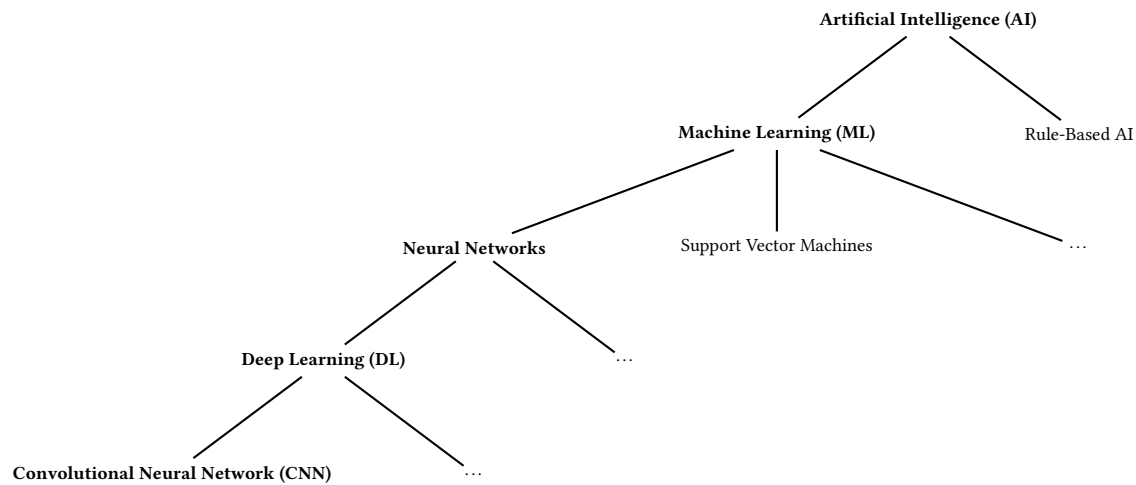 Artificial Intelligence (AI)
Machine Learning (ML)
Rule-Based AI
Neural Networks
Support Vector Machines
...
Deep Learning (DL)
...
Convolutional Neural Network (CNN)
...